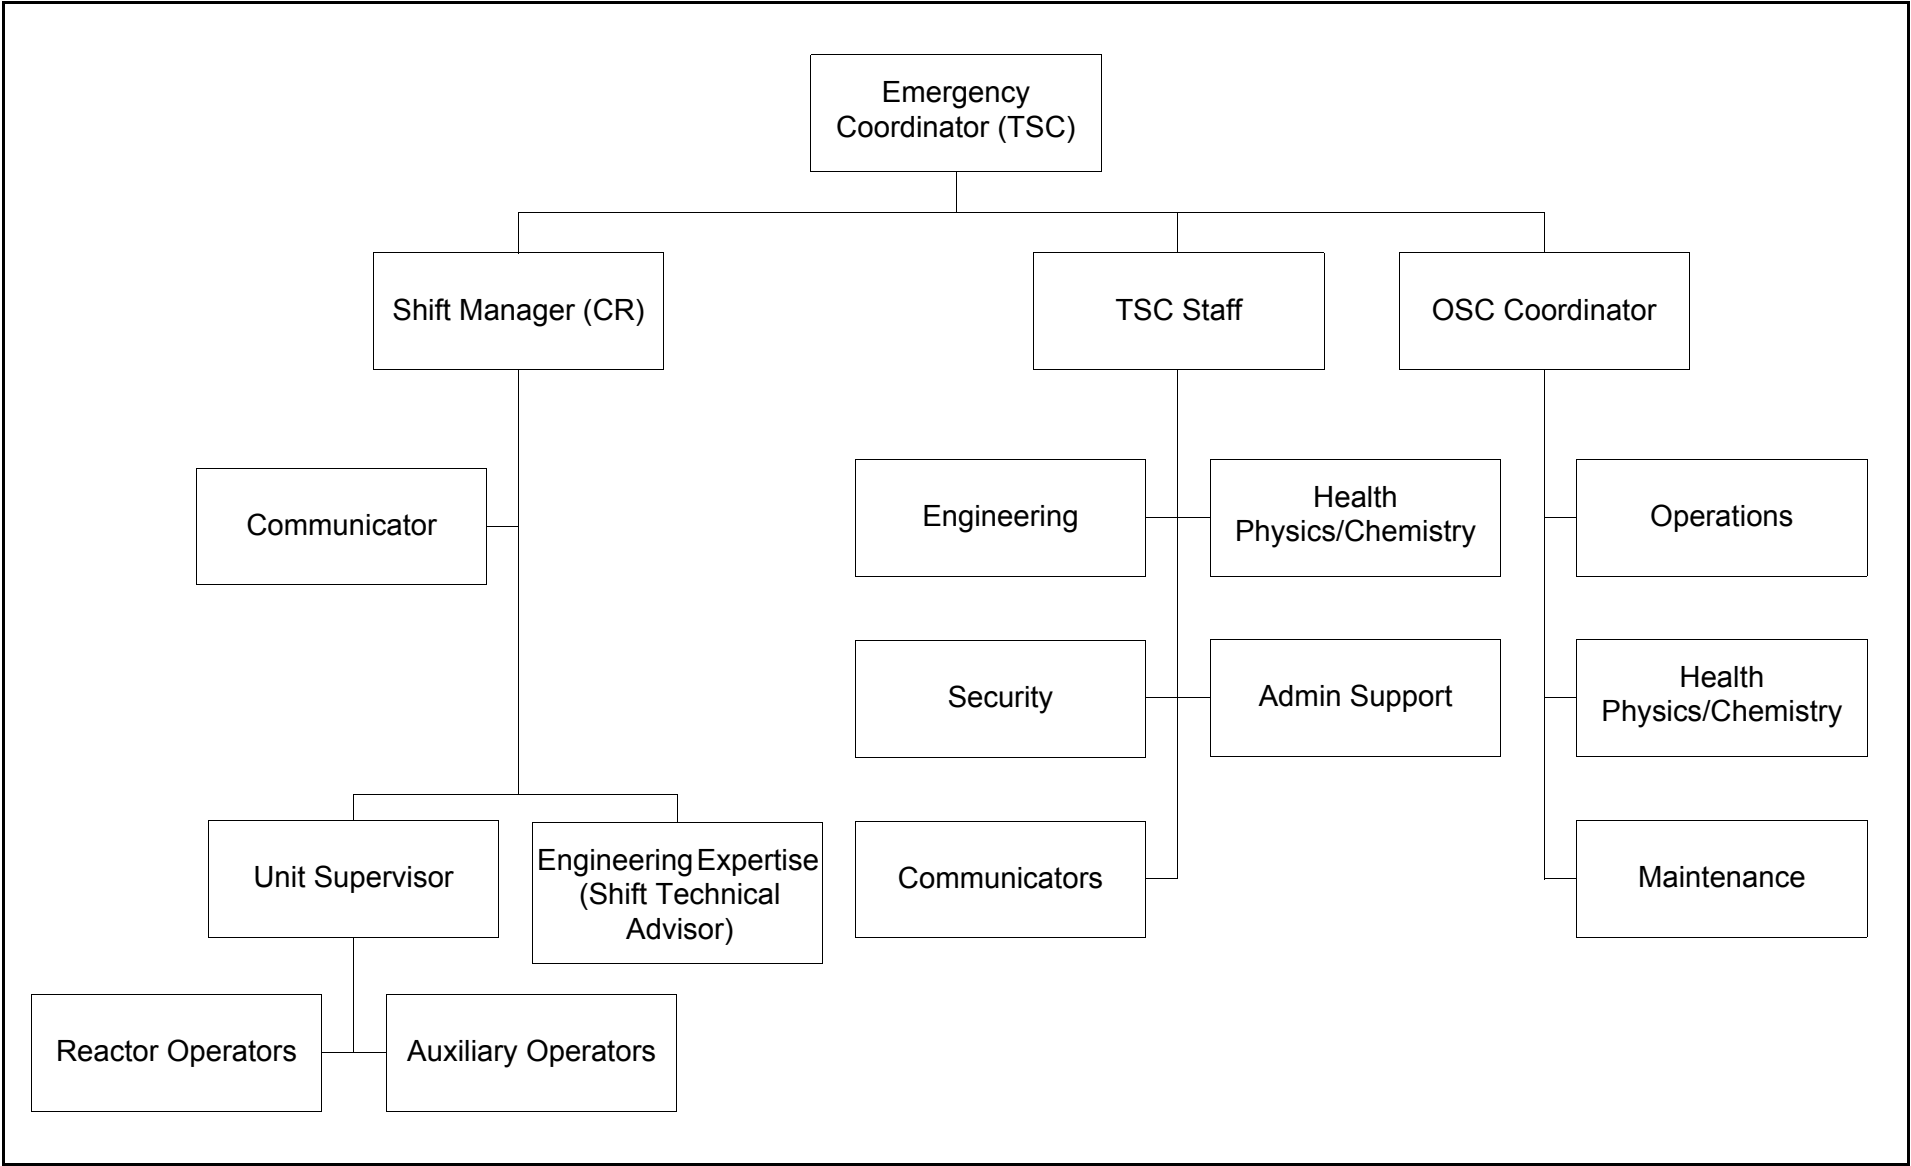 Emergency
Coordinator (TSC)
Shift Manager (CR)
TSC Staff
OSC Coordinator
Communicator
Engineering
Health
Physics/Chemistry
Operations
Security
Admin Support
Health
Physics/Chemistry
Unit Supervisor
Engineering Expertise
(Shift Technical
Advisor)
Communicators
Maintenance
Reactor Operators
Auxiliary Operators